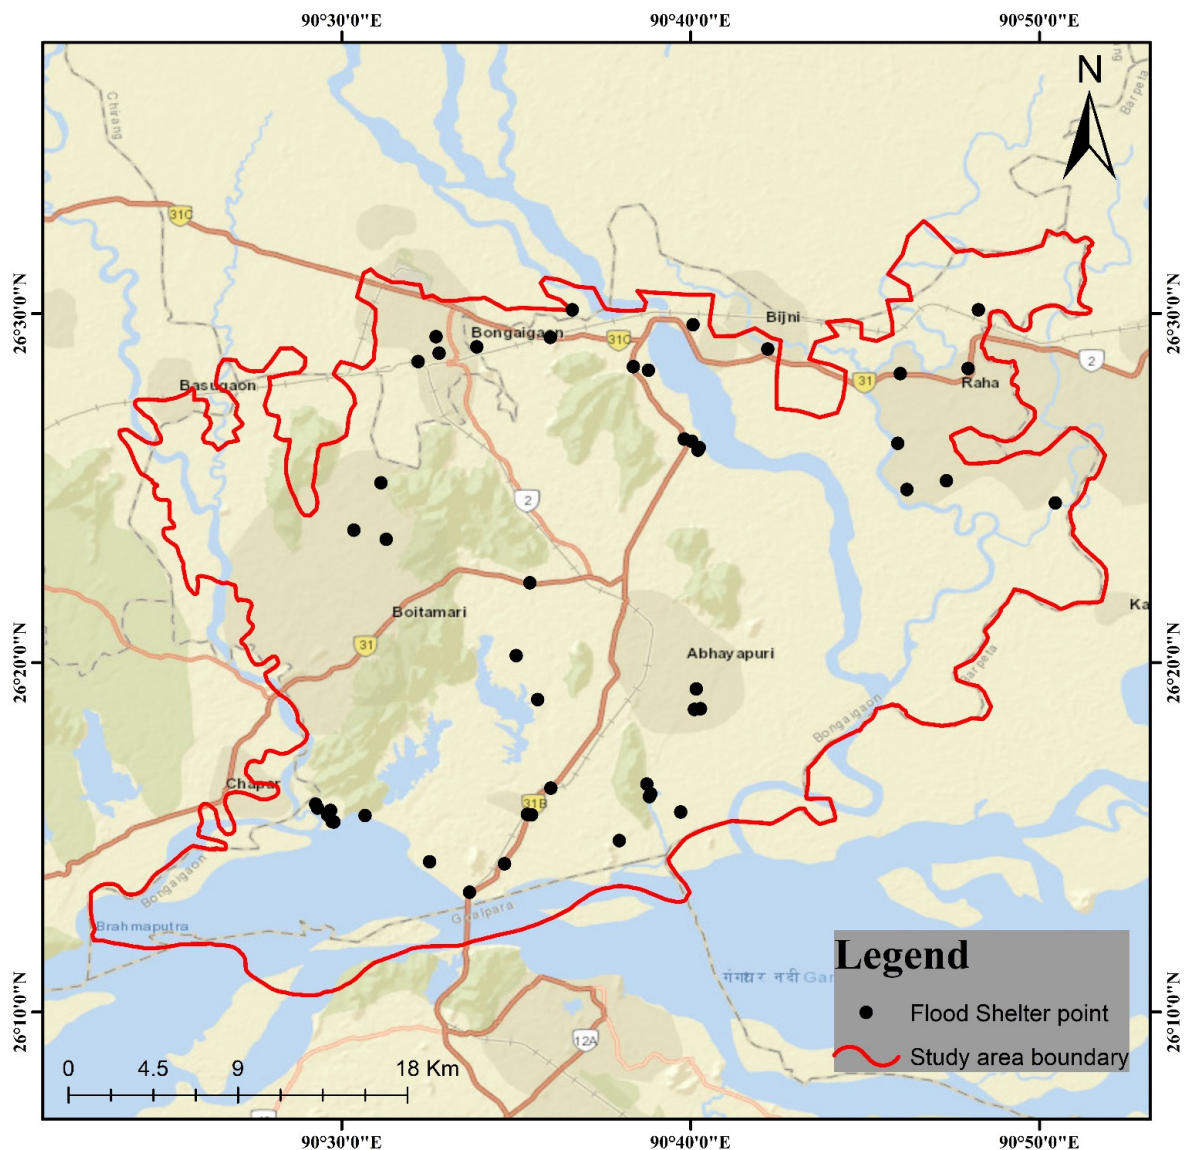 90°30'0"E 90°40'0"E 90°50'0"E
N
Chirang
Barpeta
31C
26°30'0"N
26°30'0"N
Bongaigaon
31C
Bijni
2
Basugaon
31
Raha
2
Boitamari
31
Ka
26°20'0"N
26°20'0"N
Abhayapuri
Barpeta
Bongaigaon
Chapar
31B
Bongaigaon
Goalpara
Brahmaputra
Legend
Flood Shelter point
Study area boundary
26°10'0"N
26°10'0"N
12A
0 4.5 9 18 Km
90°30'0"E 90°40'0"E 90°50'0"E